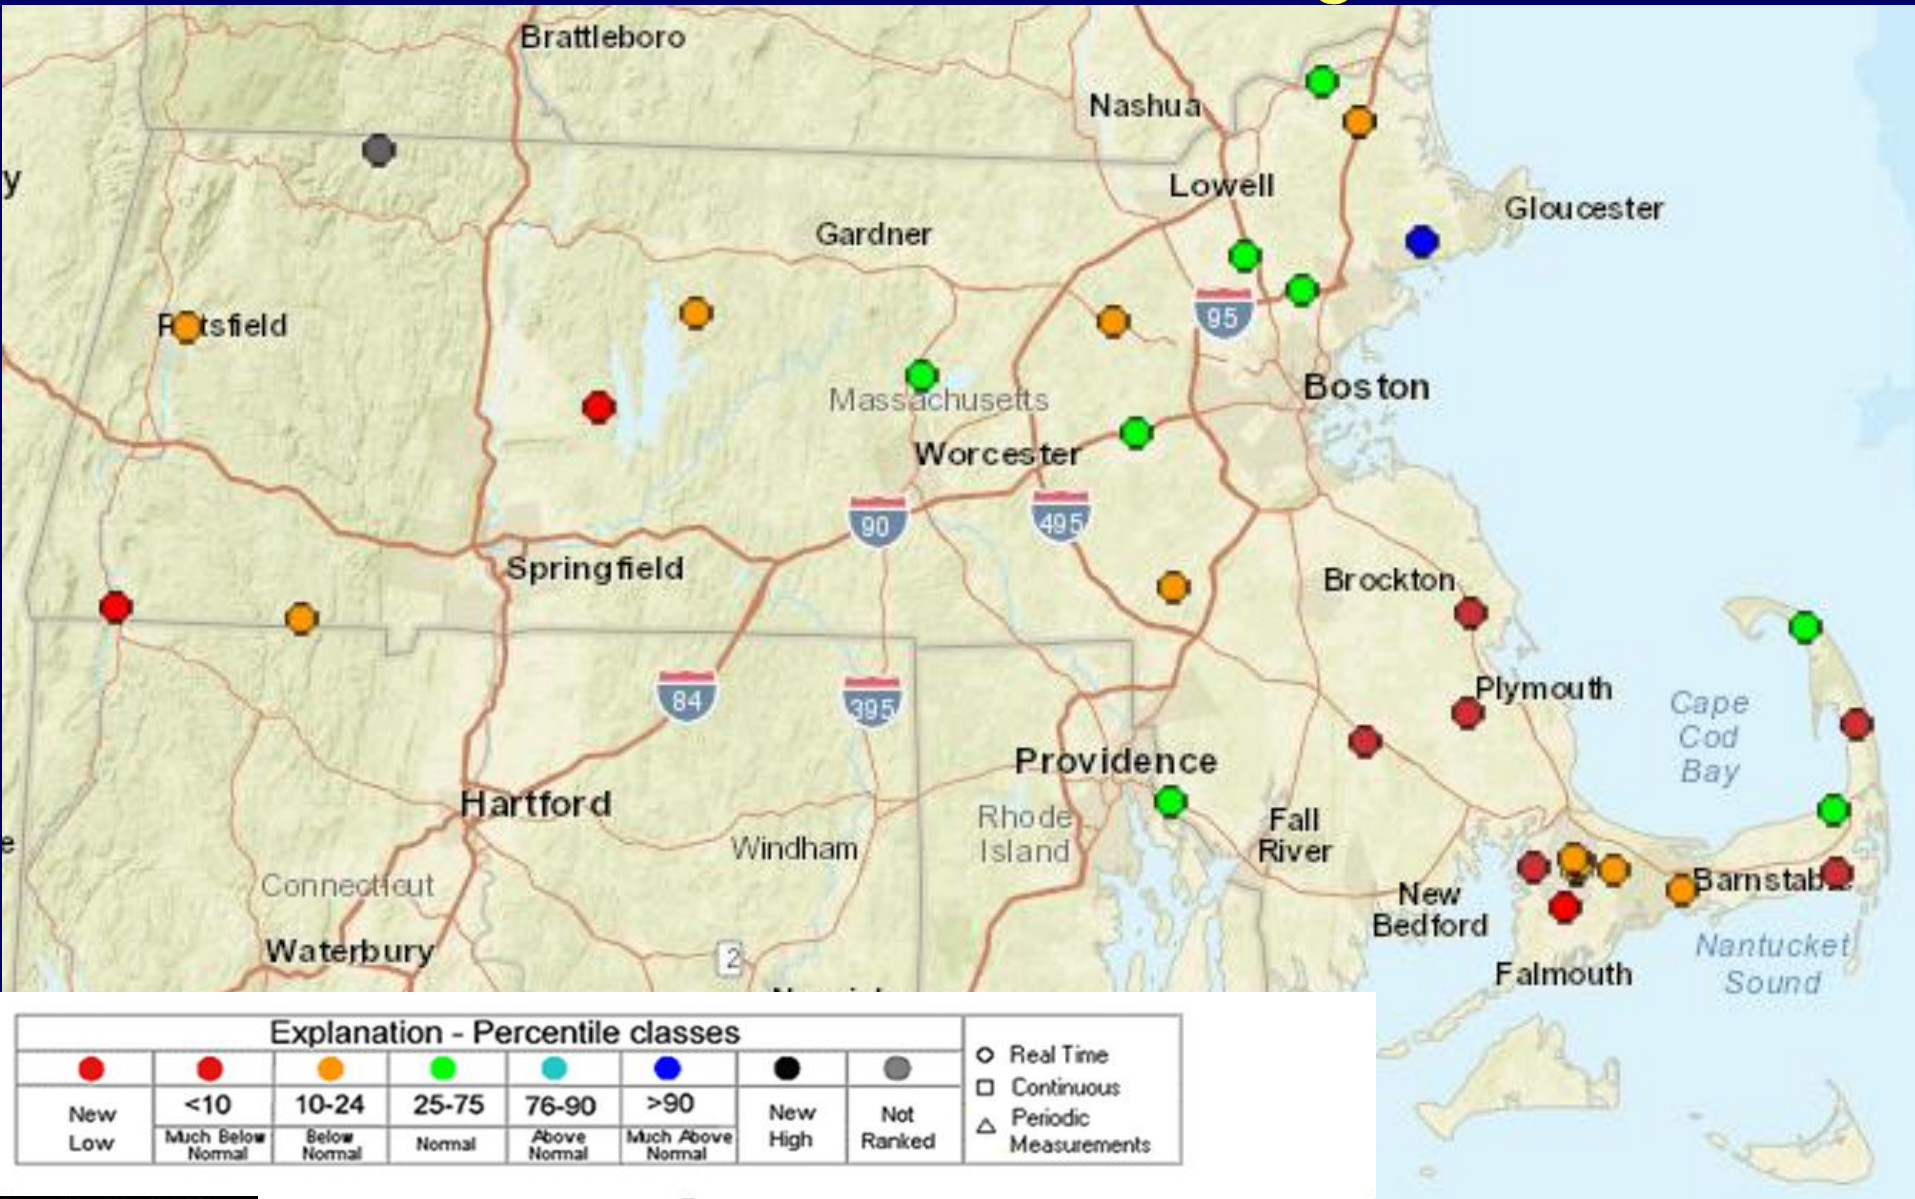 Brattleboro
Nashua
y
Lowell
Gloucester
Gardner
Pittsfield
95
Massachusetts
Boston
Worcester
90
495
Springfield
Brockton
84
395
Plymouth
Cape
Cod
Bay
Providence
Hartford
Rhode
Island
Fall
River
Windham
e
Connecticut
New
Bedford
Barnstable
Waterbury
2
Nantucket
Sound
Falmouth
Explanation - Percentile classes
New
Low
<10
Much Below
Normal
10-24
Below
Normal
25-75
Normal
76-90
Above
Normal
>90
Much Above
Normal
New
High
Not
Ranked
Real Time
Continuous
Periodic
Measurements